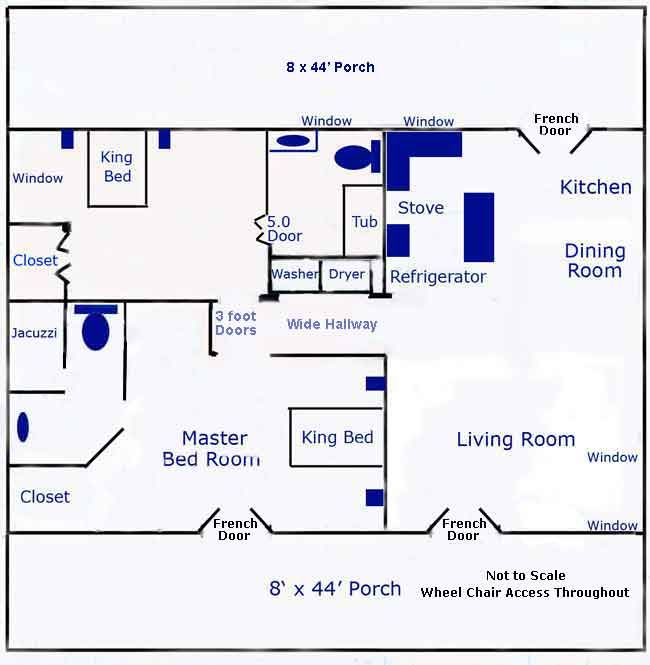 8 x 44' Porch
Window
Window
French
Door
King
Bed
Window
Kitchen
Stove
5.0
Door
Tub
Dining
Room
Closet
Washer
Dryer
Refrigerator
3 foot
Doors
Wide Hallway
Jacuzzi
Master
Bed Room
King Bed
Living Room
Window
Closet
French
Door
French
Door
Window
8' x 44' Porch
Not to Scale
Wheel Chair Access Throughout